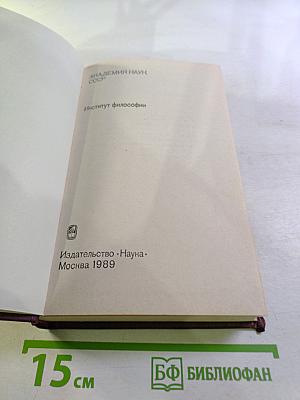 АКАДЕМИЯ НАУК
СССР
Институт философии
Издательство «Наука»
Москва 1989
15 см
БФ БИБЛИОФАН